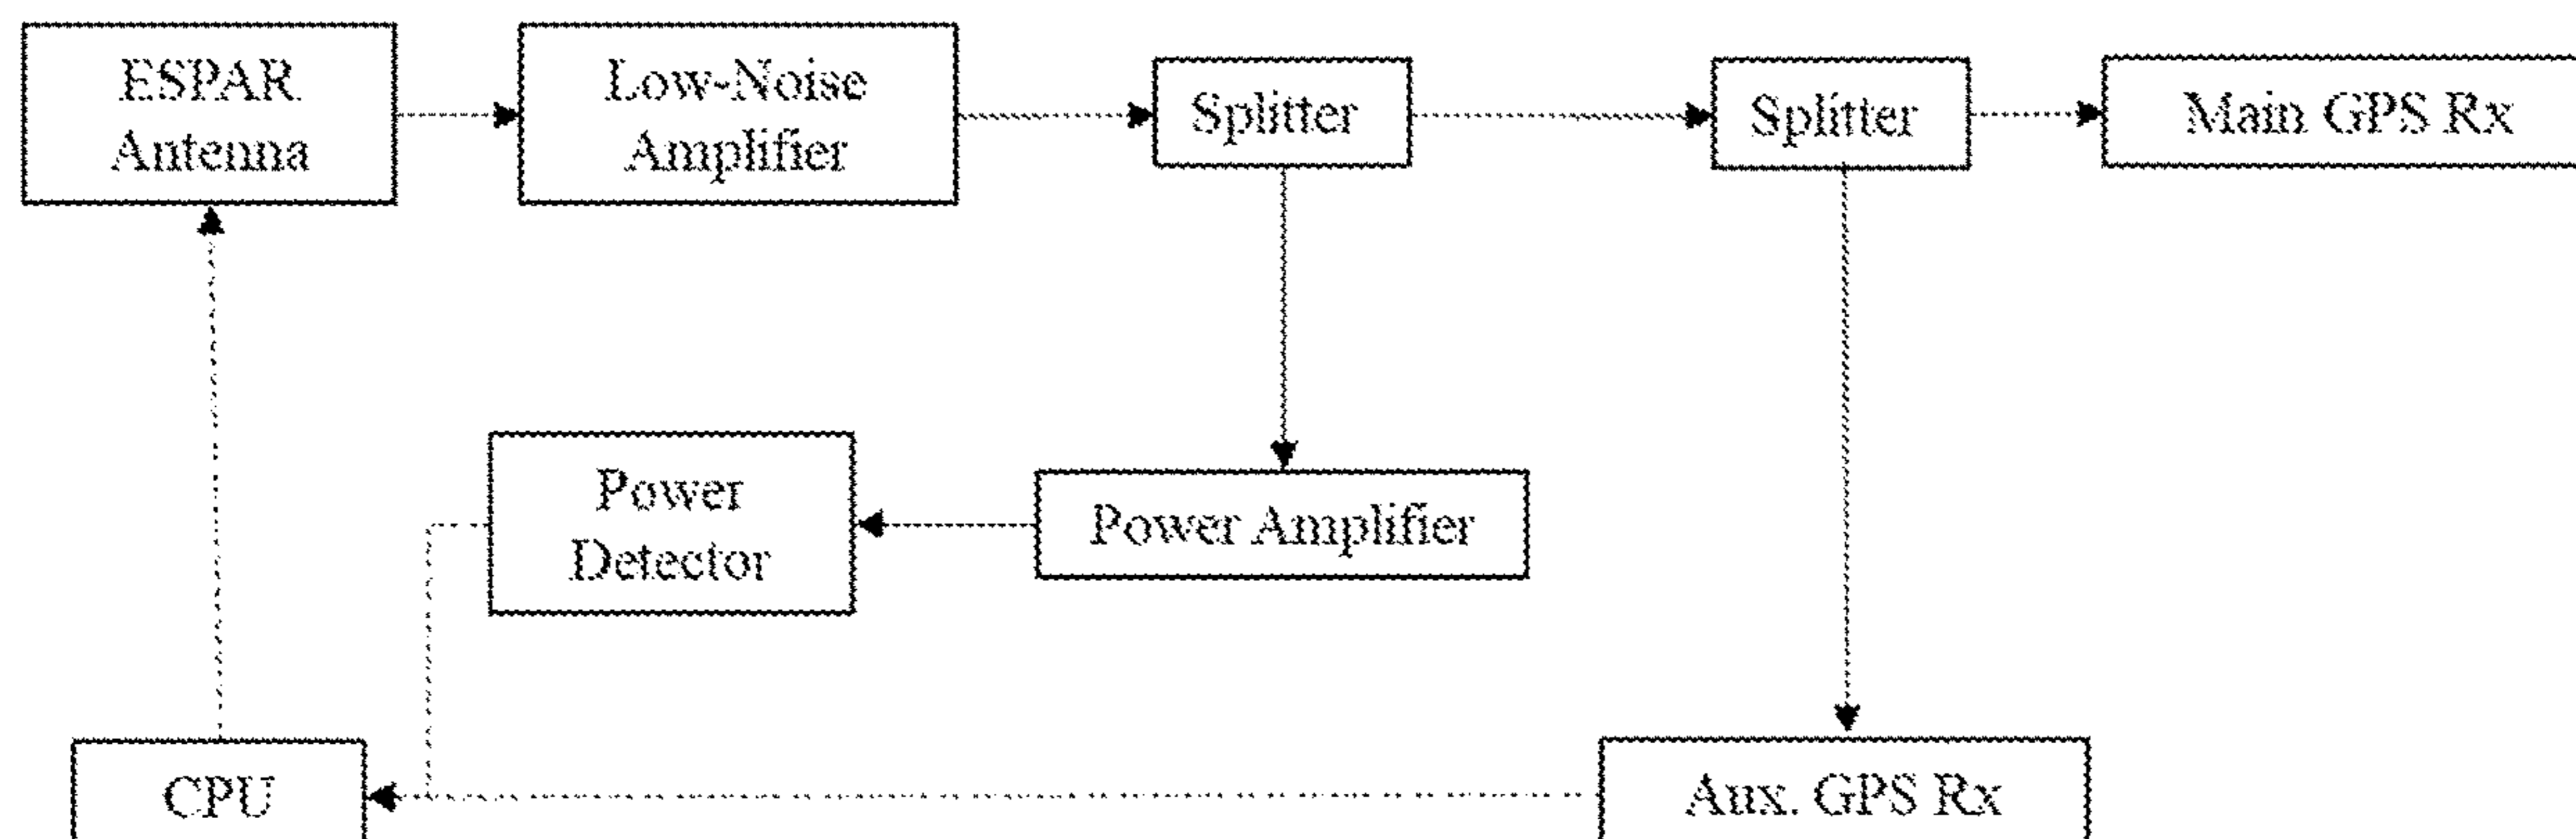 ESPAR
Antenna
Low-Noise
Amplifier
Splitter
Splitter
Main GPS Rx
Power
Detector
Power Amplifier
CPU
Aux. GPS Rx